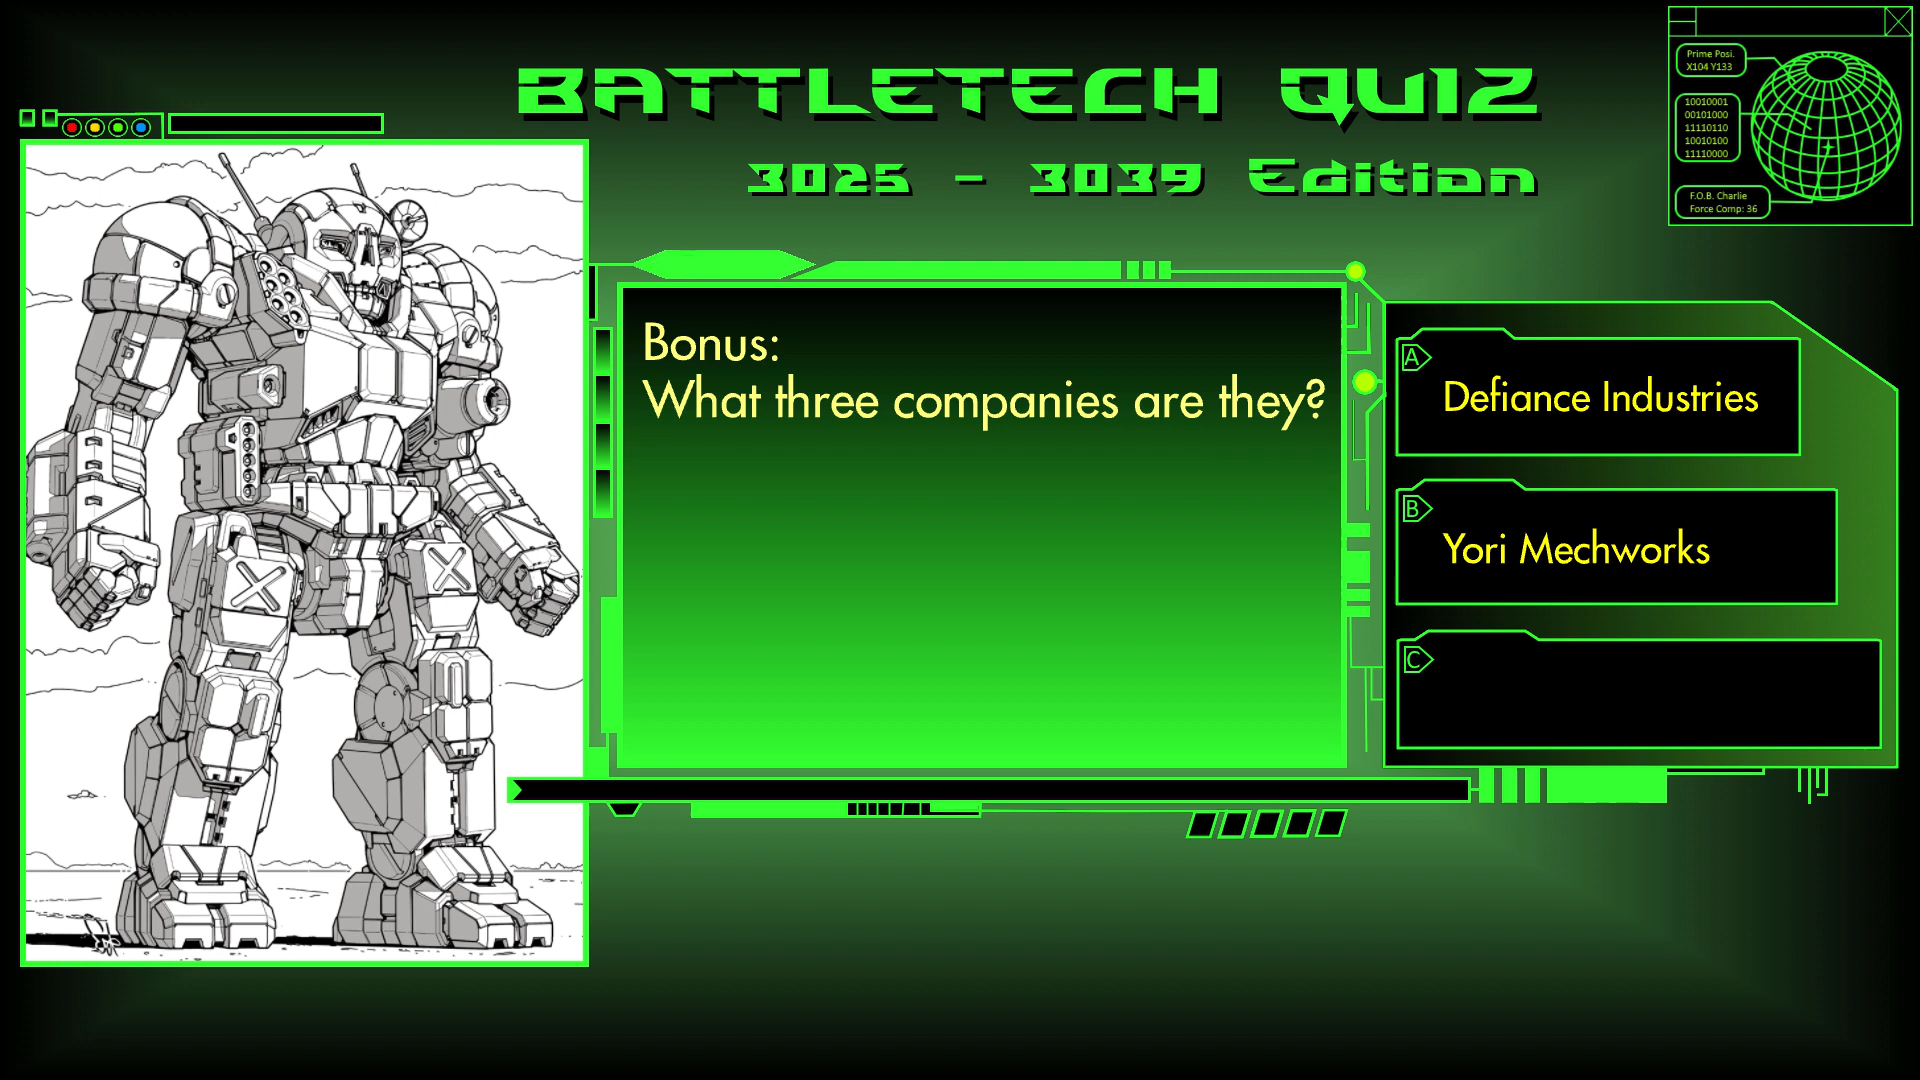 BATTLETECH QUIZ
3025 - 3039 Edition
Prime Posi.
X104 Y133
10010001
00101000
11110110
10010100
11110000
F.O.B. Charlie
Force Comp: 36
Bonus:
What three companies are they?
A
Defiance Industries
B
Yori Mechworks
C